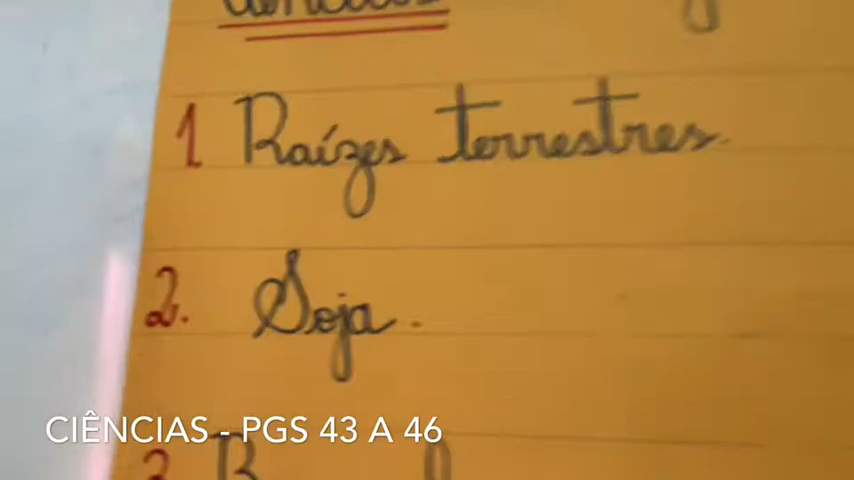 1 Raízes terrestres.
2. Soja.
CIÊNCIAS - PGS 43 A 46